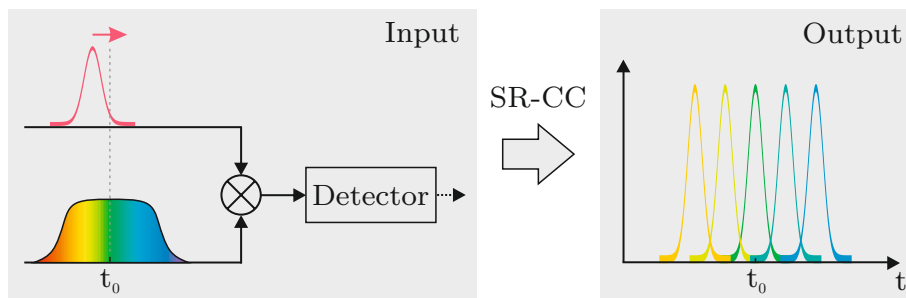 Input
Detector
t₀
SR-CC
Output
t₀
t